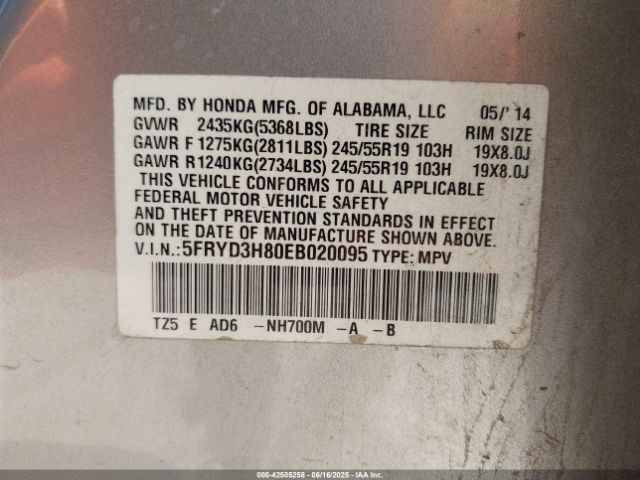 MFD. BY HONDA MFG. OF ALABAMA, LLC 05/'14
GVWR 2435KG(5368LBS) TIRE SIZE RIM SIZE
GAWR F 1275KG(2811LBS) 245/55R19 103H 19X8.0J
GAWR R 1240KG(2734LBS) 245/55R19 103H 19X8.0J
THIS VEHICLE CONFORMS TO ALL APPLICABLE
FEDERAL MOTOR VEHICLE SAFETY
AND THEFT PREVENTION STANDARDS IN EFFECT
ON THE DATE OF MANUFACTURE SHOWN ABOVE.
V.I.N.: 5FRYD3H80EB020095 TYPE: MPV
TZ5 E AD6 -NH700M -A -B
000-42505258 - 06/16/2025 - IAA Inc.